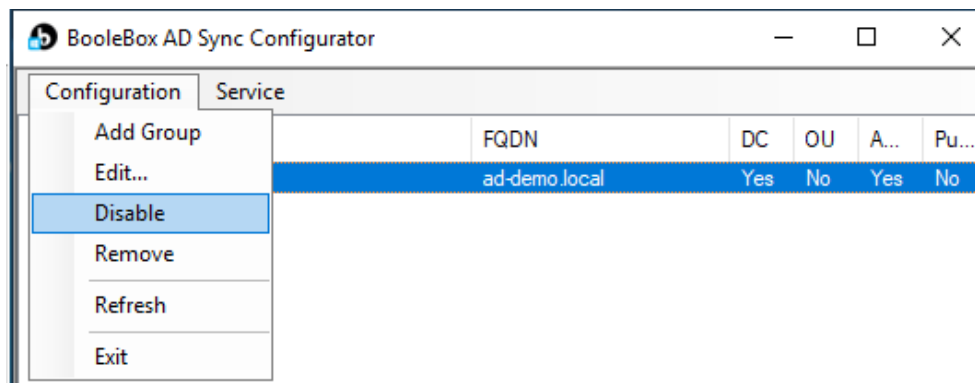 BooleBox AD Sync Configurator
Configuration Service
Add Group
FQDN DC OU A... Pu...
Edit...
ad-demo.local Yes No Yes No
Disable
Remove
Refresh
Exit